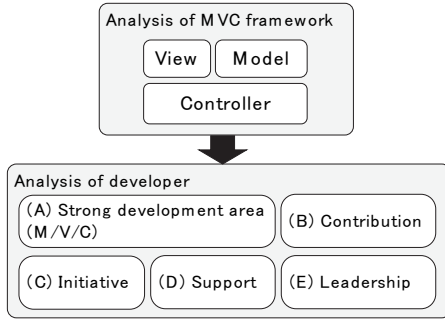 Analysis of MVC framework
View
Model
Controller
Analysis of developer
(A) Strong development area
(M/V/C)
(B) Contribution
(C) Initiative
(D) Support
(E) Leadership